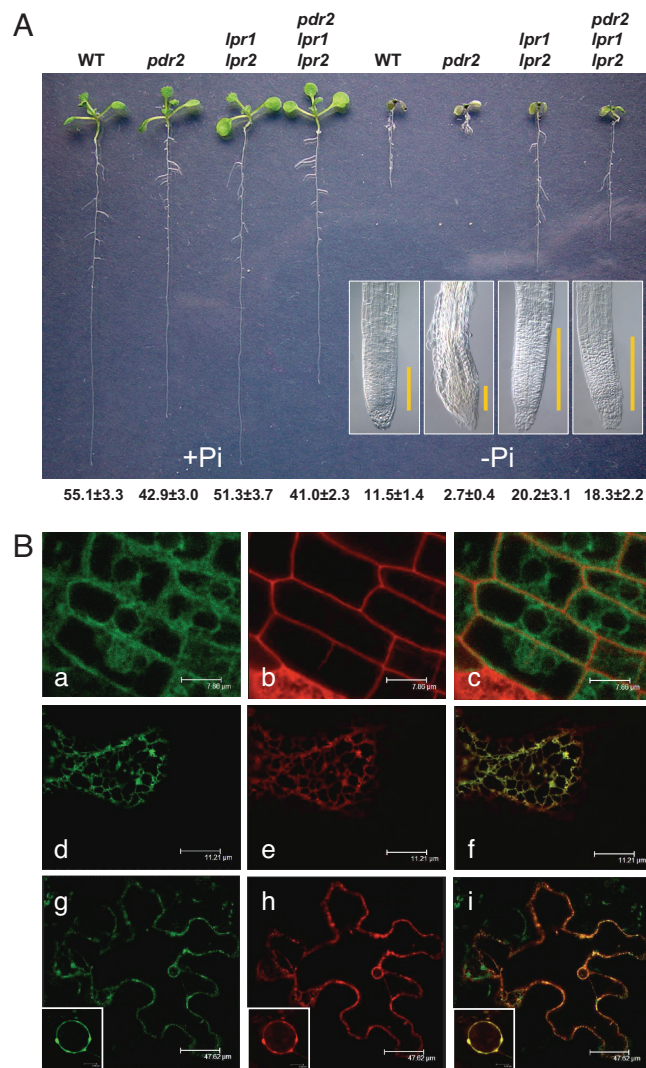 A
WT pdr2 lpr1 lpr2 pdr2 lpr1 lpr2 WT pdr2 lpr1 lpr2 pdr2 lpr1 lpr2
+Pi -Pi
55.1±3.3 42.9±3.0 51.3±3.7 41.0±2.3 11.5±1.4 2.7±0.4 20.2±3.1 18.3±2.2
B
a 7.66 µm b 7.66 µm c 7.66 µm
d 11.21 µm e 11.21 µm f 11.21 µm
g 47.62 µm h 47.62 µm i 47.62 µm